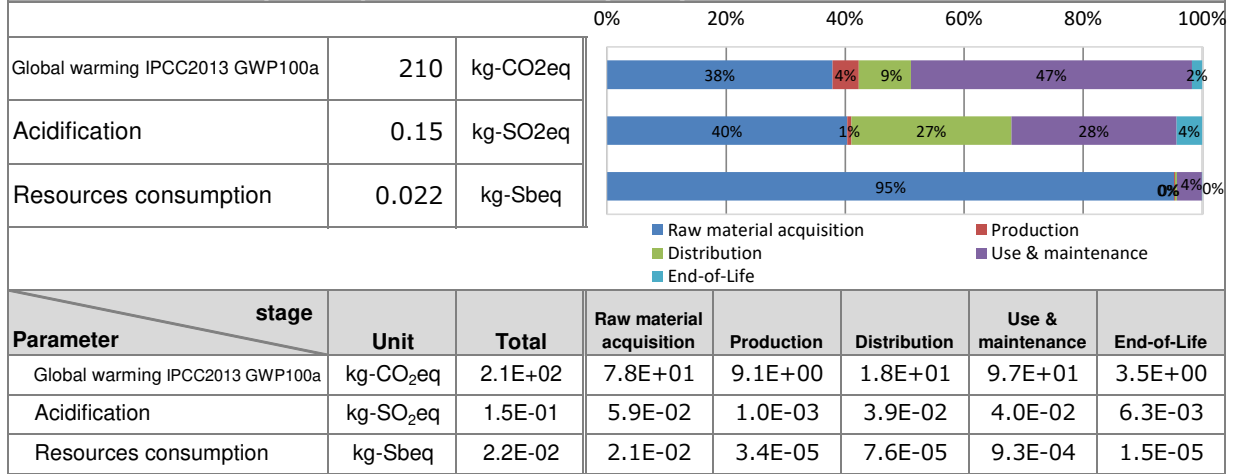 0% 20% 40% 60% 80% 100%
Global warming IPCC2013 GWP100a 210 kg-CO2eq 38% 4% 9% 47% 2%
Acidification 0.15 kg-SO2eq 40% 1% 27% 28% 4%
Resources consumption 0.022 kg-Sbeq 95% 0% 0% 4% 0%
Raw material acquisition Production
Distribution Use & maintenance
End-of-Life
stage
Parameter Unit Total Raw material acquisition Production Distribution Use & maintenance End-of-Life
Global warming IPCC2013 GWP100a kg-CO₂eq 2.1E+02 7.8E+01 9.1E+00 1.8E+01 9.7E+01 3.5E+00
Acidification kg-SO₂eq 1.5E-01 5.9E-02 1.0E-03 3.9E-02 4.0E-02 6.3E-03
Resources consumption kg-Sbeq 2.2E-02 2.1E-02 3.4E-05 7.6E-05 9.3E-04 1.5E-05